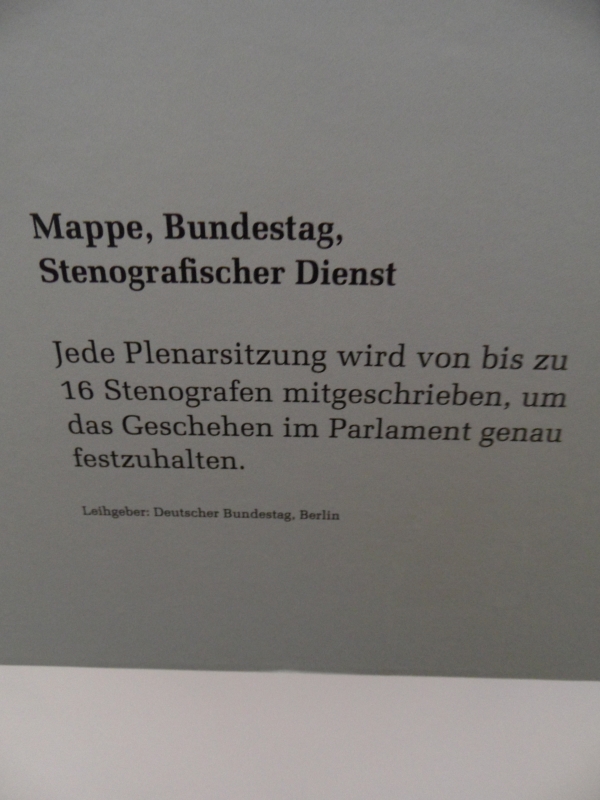 Mappe, Bundestag,
Stenografischer Dienst
Jede Plenarsitzung wird von bis zu
16 Stenografen mitgeschrieben, um
das Geschehen im Parlament genau
festzuhalten.
Leihgeber: Deutscher Bundestag, Berlin